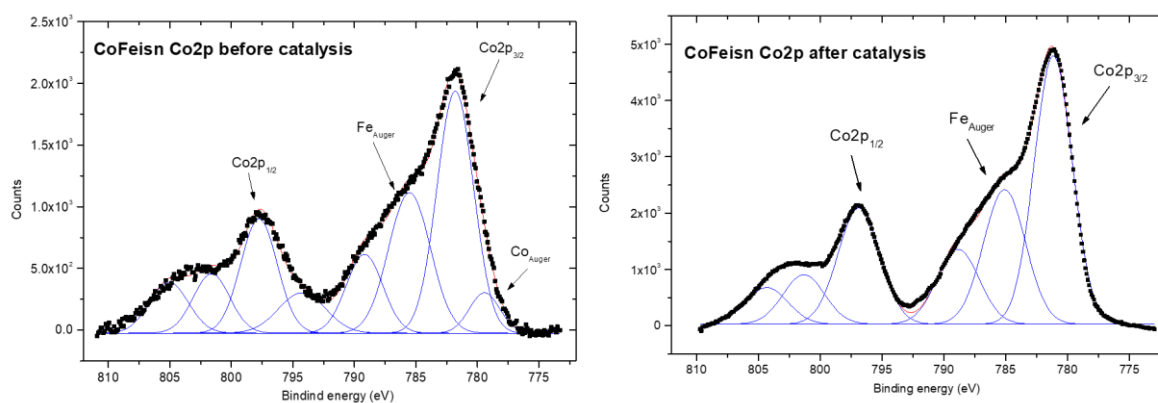 CoFeisn Co2p before catalysis
Co2p3/2
FeAuger
Co2p1/2
CoAuger
2.0x10³
1.5x10³
1.0x10³
5.0x10²
0.0
Counts
810 805 800 795 790 785 780 775
Bindind energy (eV)
CoFeisn Co2p after catalysis
Co2p3/2
FeAuger
Co2p1/2
5x10³
4x10³
3x10³
2x10³
1x10³
0
Counts
810 805 800 795 790 785 780 775
Binding energy (eV)